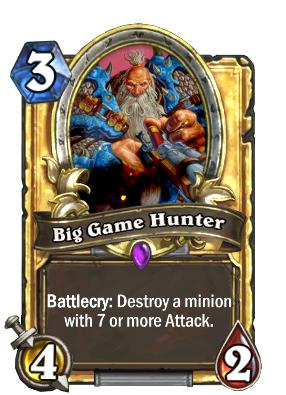 3
Big Game Hunter
Battlecry: Destroy a minion
with 7 or more Attack.
4
2